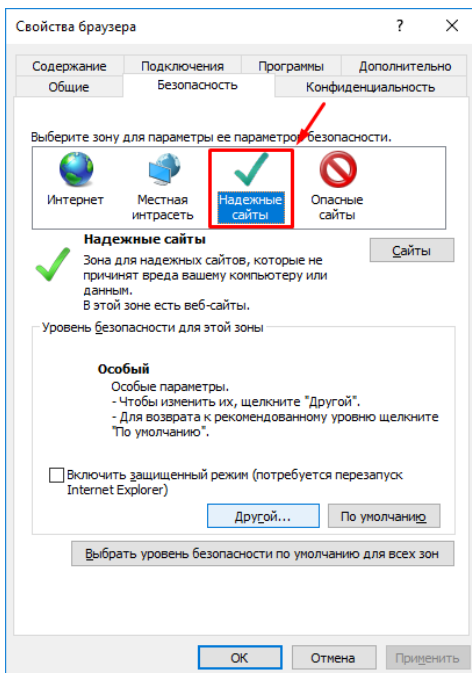 Свойства браузера
?
Содержание Подключения Программы Дополнительно
Общие Безопасность Конфиденциальность
Выберите зону для параметры ее параметров безопасности.
Интернет Местная интрасеть Надежные сайты Опасные сайты
Надежные сайты
Сайты
Зона для надежных сайтов, которые не
причинят вреда вашему компьютеру или
данным.
В этой зоне есть веб-сайты.
Уровень безопасности для этой зоны
Особый
Особые параметры.
- Чтобы изменить их, щелкните "Другой".
- Для возврата к рекомендованному уровню щелкните
"По умолчанию".
Включить защищенный режим (потребуется перезапуск
Internet Explorer)
Другой... По умолчанию
Выбрать уровень безопасности по умолчанию для всех зон
ОК Отмена Применить